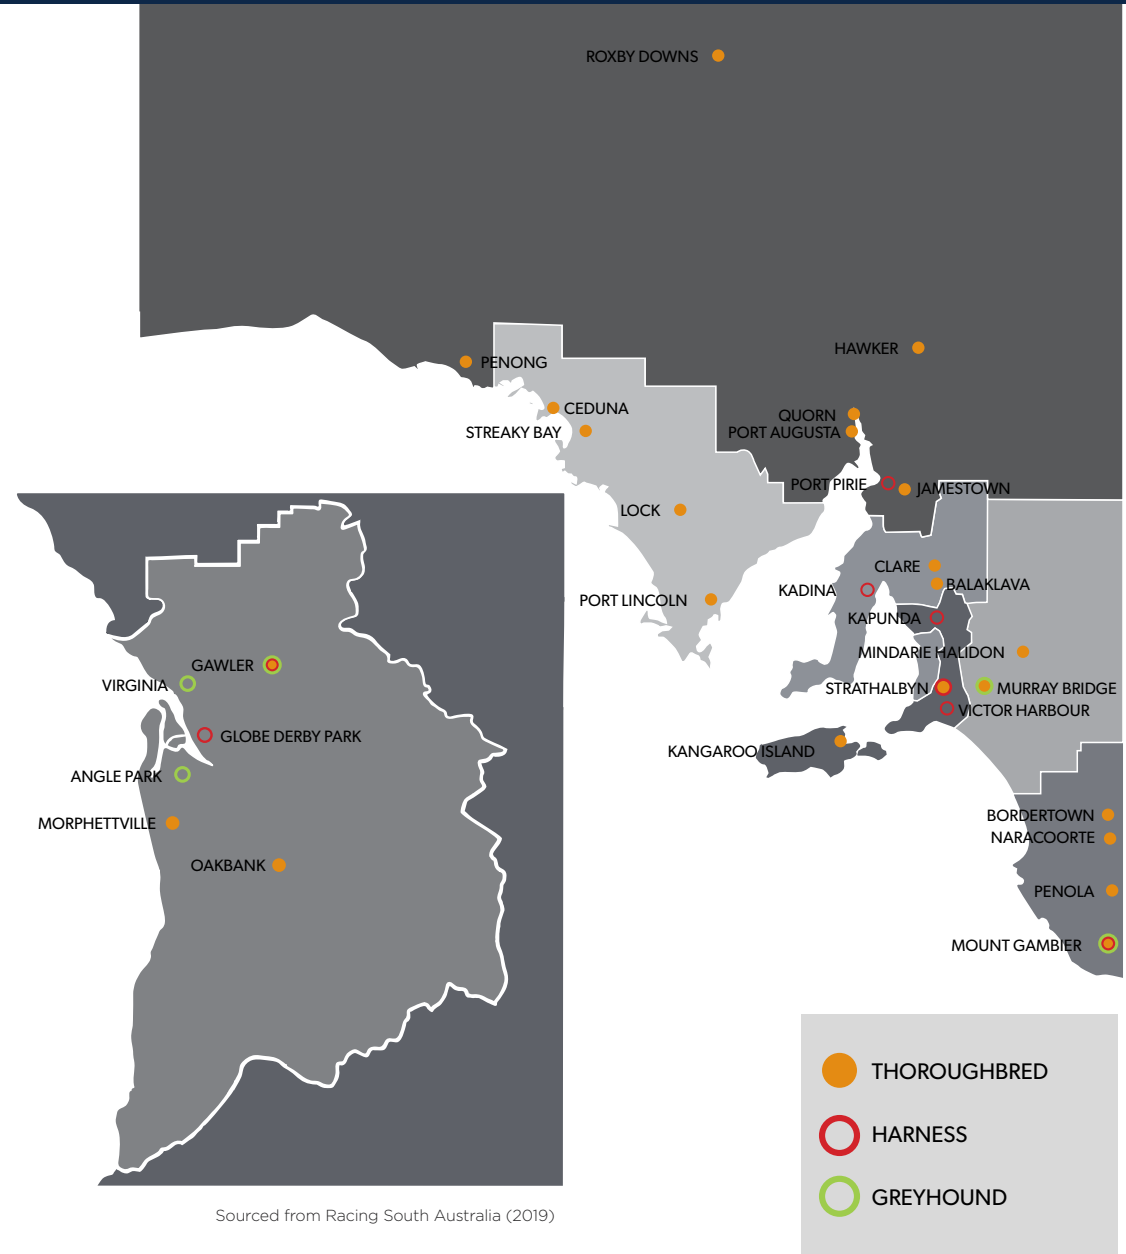 ROXBY DOWNS
HAWKER
PENONG
CEDUNA
QUORN
STREAKY BAY
PORT AUGUSTA
PORT PIRIE
JAMESTOWN
LOCK
CLARE
BALAKLAVA
KADINA
PORT LINCOLN
KAPUNDA
MINDARIE HALIDON
GAWLER
VIRGINIA
STRATHALBYN
MURRAY BRIDGE
VICTOR HARBOUR
GLOBE DERBY PARK
KANGAROO ISLAND
ANGLE PARK
BORDERTOWN
MORPHETTVILLE
NARACOORTE
OAKBANK
PENOLA
MOUNT GAMBIER
THOROUGHBRED
HARNESS
GREYHOUND
Sourced from Racing South Australia (2019)